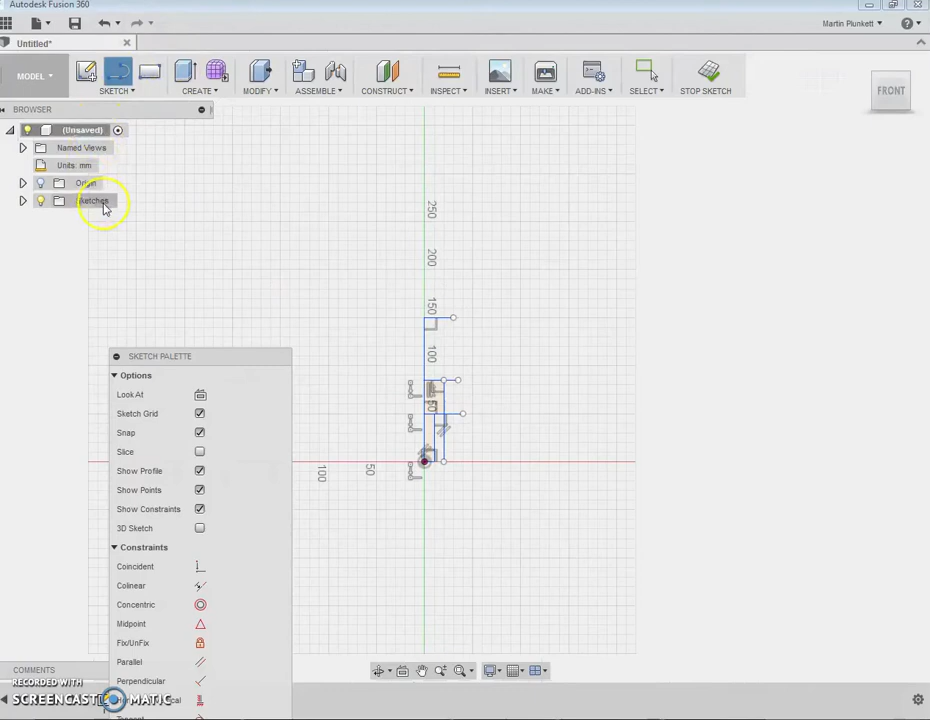 Autodesk Fusion 360
Martin Plunkett
Untitled*
MODEL
SKETCH
CREATE
MODIFY
ASSEMBLE
CONSTRUCT
INSPECT
INSERT
MAKE
ADD-INS
SELECT
STOP SKETCH
FRONT
BROWSER
(Unsaved)
Named Views
Units: mm
Origin
Sketches
250
200
150
100
50
100
50
SKETCH PALETTE
Options
Look At
Sketch Grid
Snap
Slice
Show Profile
Show Points
Show Constraints
3D Sketch
Constraints
Coincident
Colinear
Concentric
Midpoint
Fix/UnFix
Parallel
Perpendicular
COMMENTS
RECORDED WITH
SCREENCAST MATIC